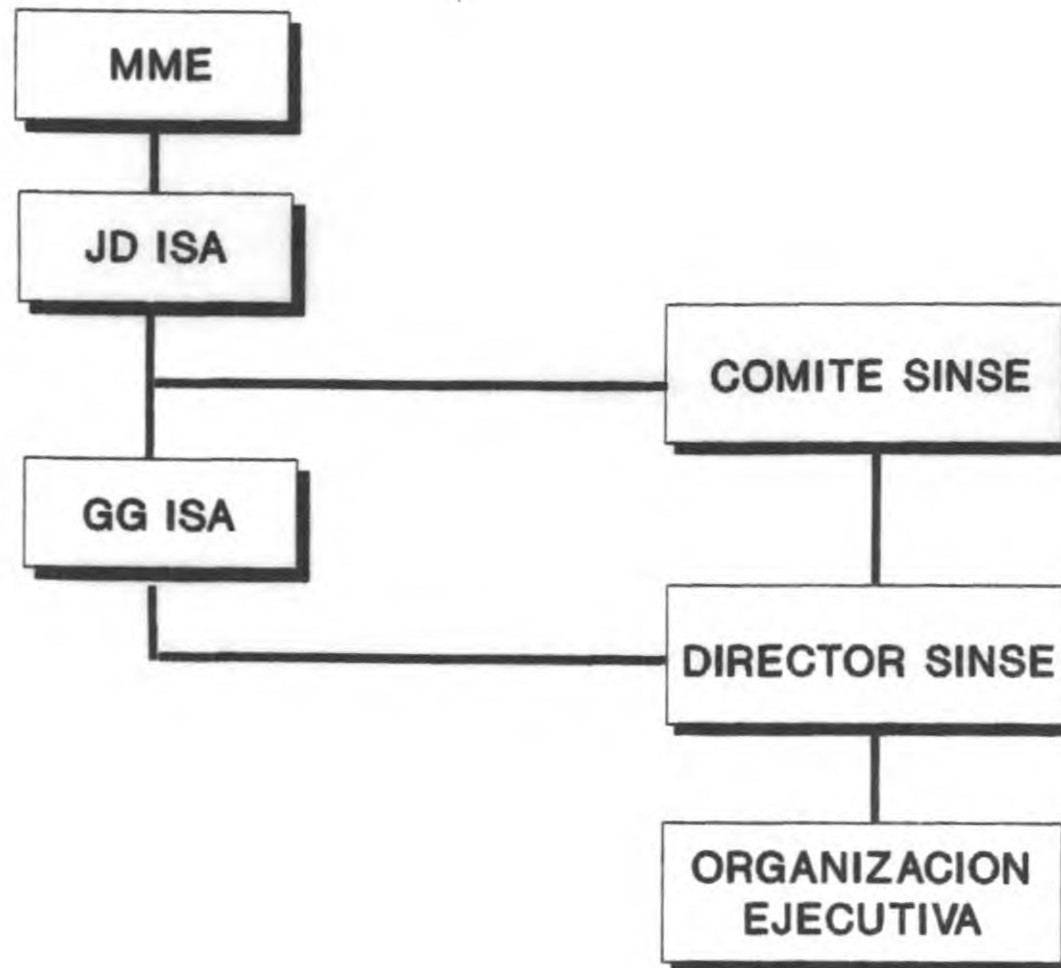 MME
JD ISA
COMITE SINSE
GG ISA
DIRECTOR SINSE
ORGANIZACION
EJECUTIVA